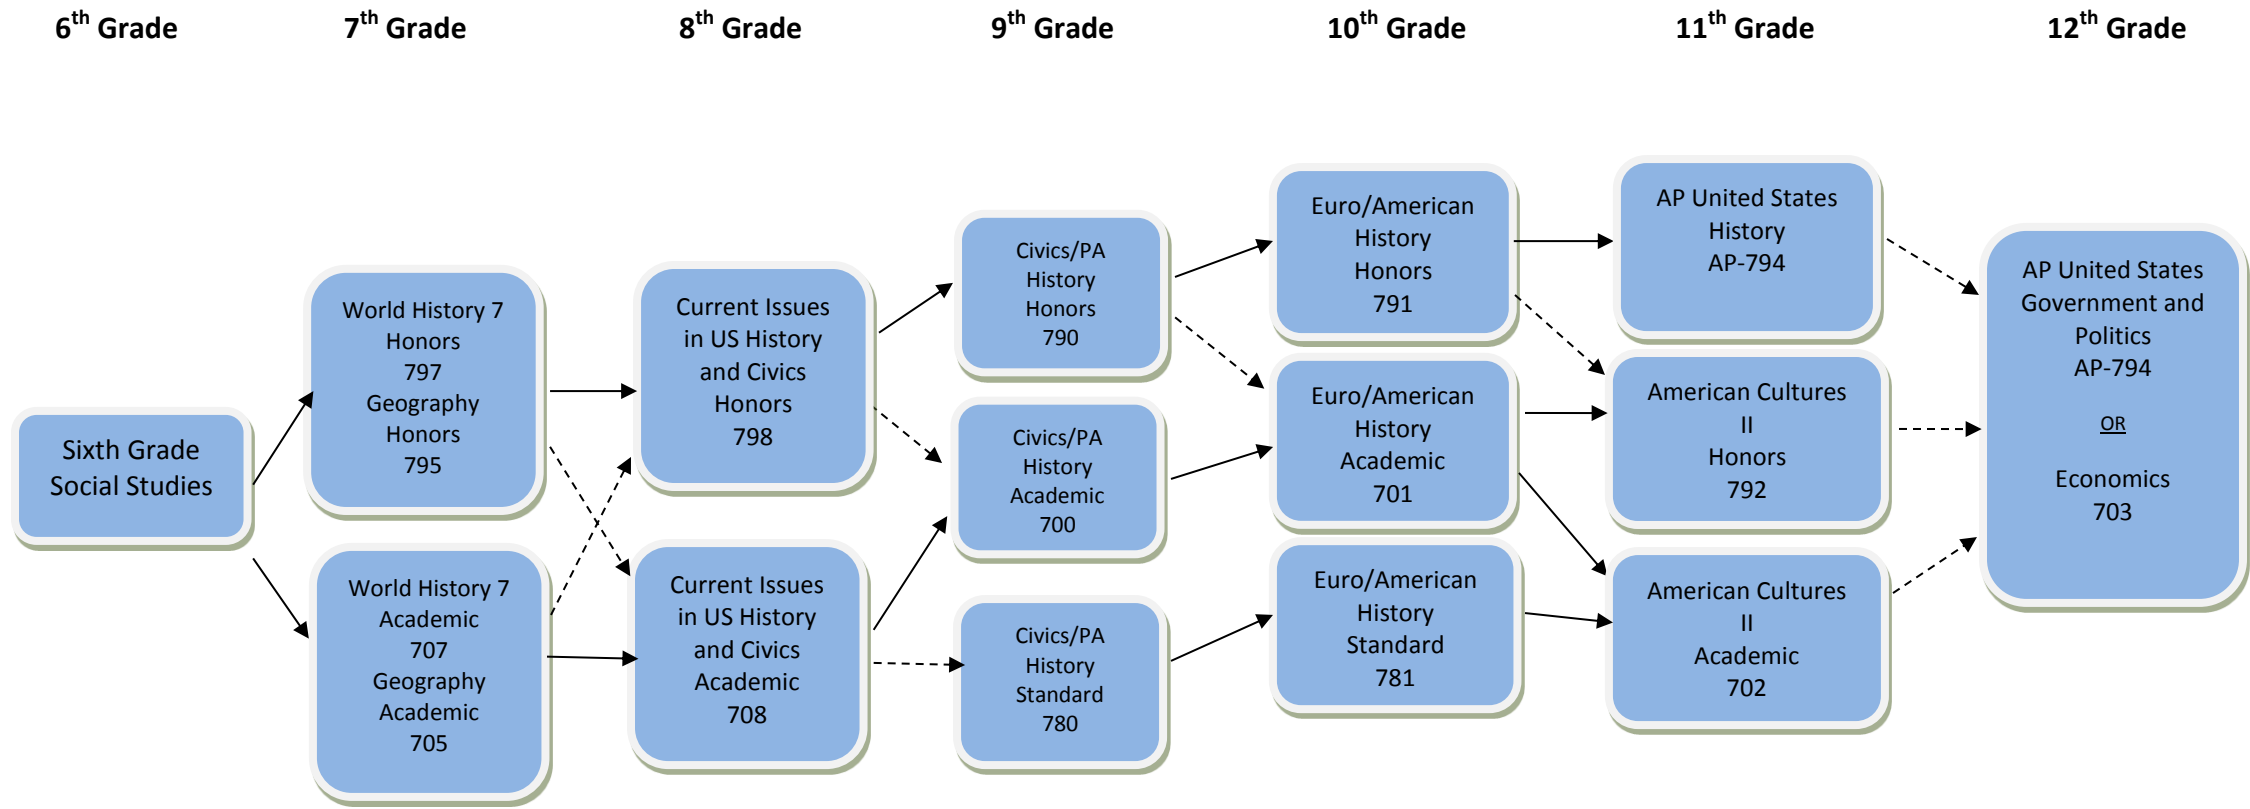 6th Grade
7th Grade
8th Grade
9th Grade
10th Grade
11th Grade
12th Grade
Sixth Grade
Social Studies
World History 7
Honors
797
Geography
Honors
795
World History 7
Academic
707
Geography
Academic
705
Current Issues
in US History
and Civics
Honors
798
Current Issues
in US History
and Civics
Academic
708
Civics/PA
History
Honors
790
Civics/PA
History
Academic
700
Civics/PA
History
Standard
780
Euro/American
History
Honors
791
Euro/American
History
Academic
701
Euro/American
History
Standard
781
AP United States
History
AP-794
American Cultures
II
Honors
792
American Cultures
II
Academic
702
AP United States
Government and
Politics
AP-794
OR
Economics
703